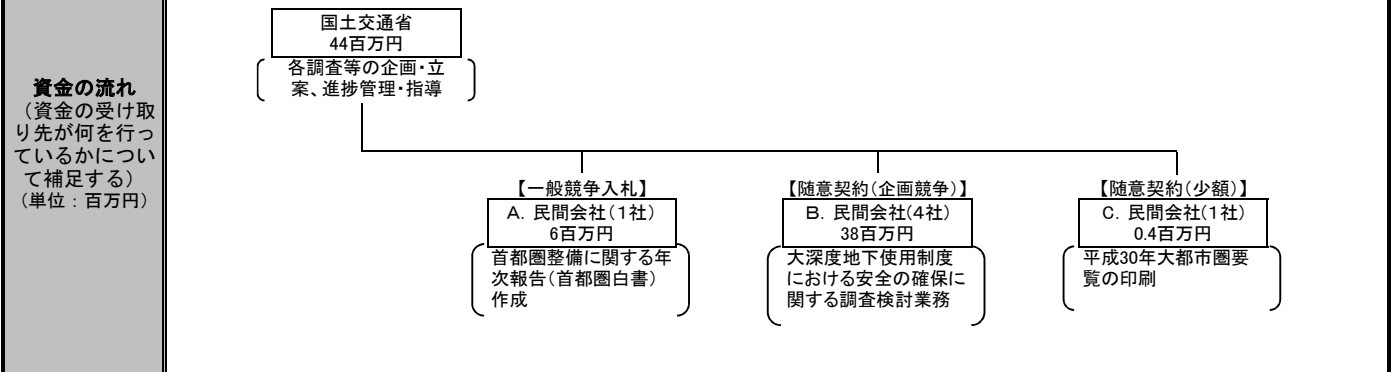 資金の流れ
（資金の受け取
り先が何を行っ
ているかについ
て補足する）
（単位：百万円）
国土交通省
44百万円
各調査等の企画・立
案、進捗管理・指導
【一般競争入札】
A．民間会社（1社）
6百万円
首都圏整備に関する年
次報告（首都圏白書）
作成
【随意契約（企画競争）】
B．民間会社（4社）
38百万円
大深度地下使用制度
における安全の確保に
関する調査検討業務
【随意契約（少額）】
C．民間会社（1社）
0.4百万円
平成30年大都市圏要
覧の印刷